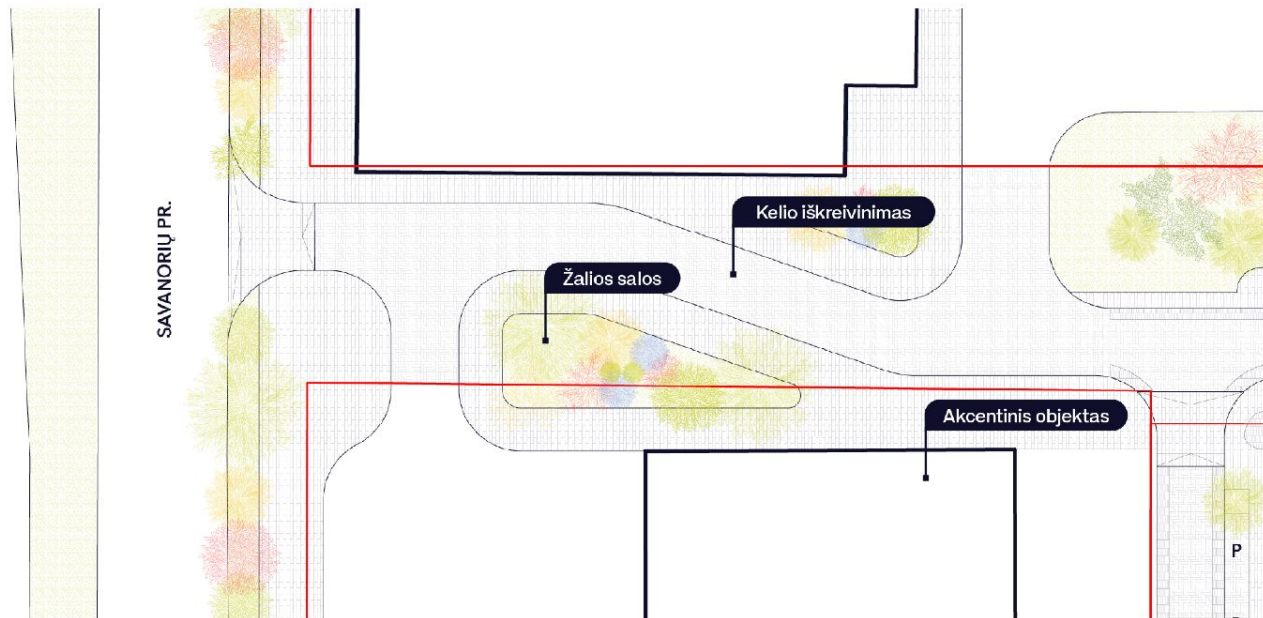 SAVANORIŲ PR.
Kelio iškreivinimas
Žalios salos
Akcentinis objektas
P